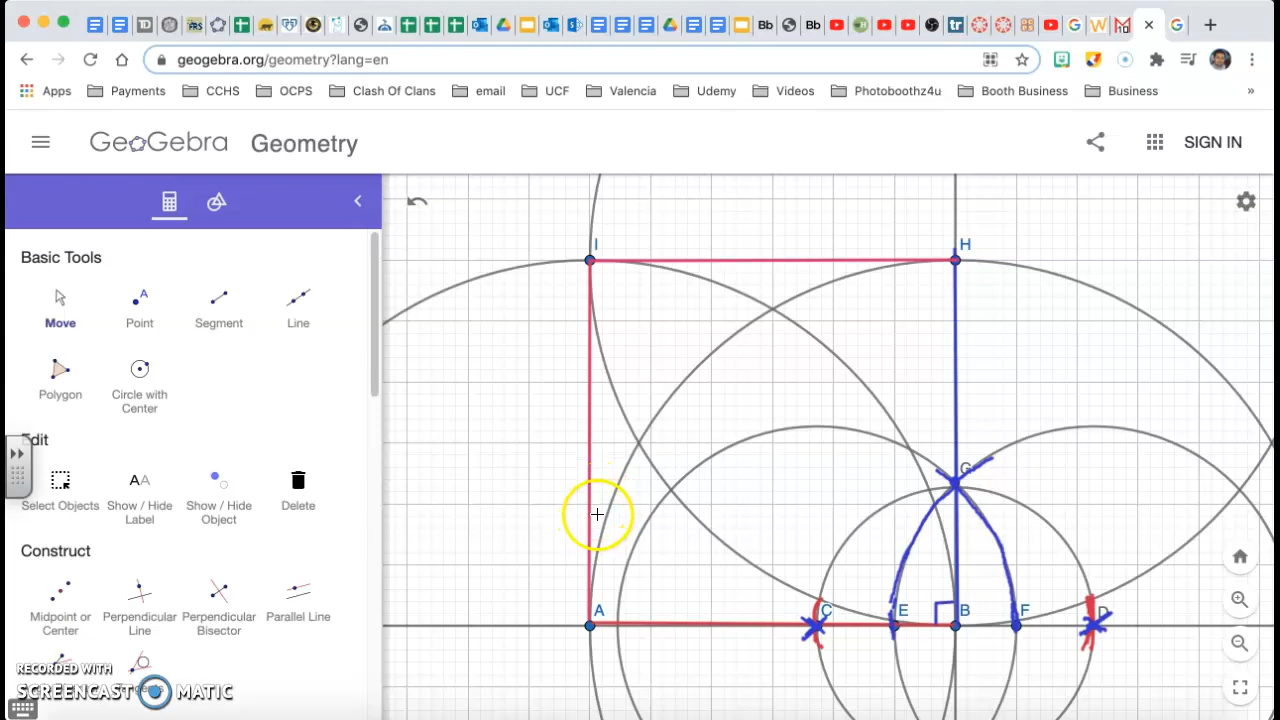 Bb
Bb
tr
G
W
G
geogebra.org/geometry?lang=en
Apps Payments CCHS OCPS Clash Of Clans email UCF Valencia Udemy Videos Photoboothz4u Booth Business Business »
GeoGebra Geometry
SIGN IN
Basic Tools
Move Point Segment Line
Polygon Circle with
Center
Edit
Select Objects Show / Hide
Label Show / Hide
Object Delete
Construct
Midpoint or
Center Perpendicular
Line Perpendicular
Bisector Parallel Line
RECORDED WITH
SCREENCAST MATIC
I H
G
A C E B F D